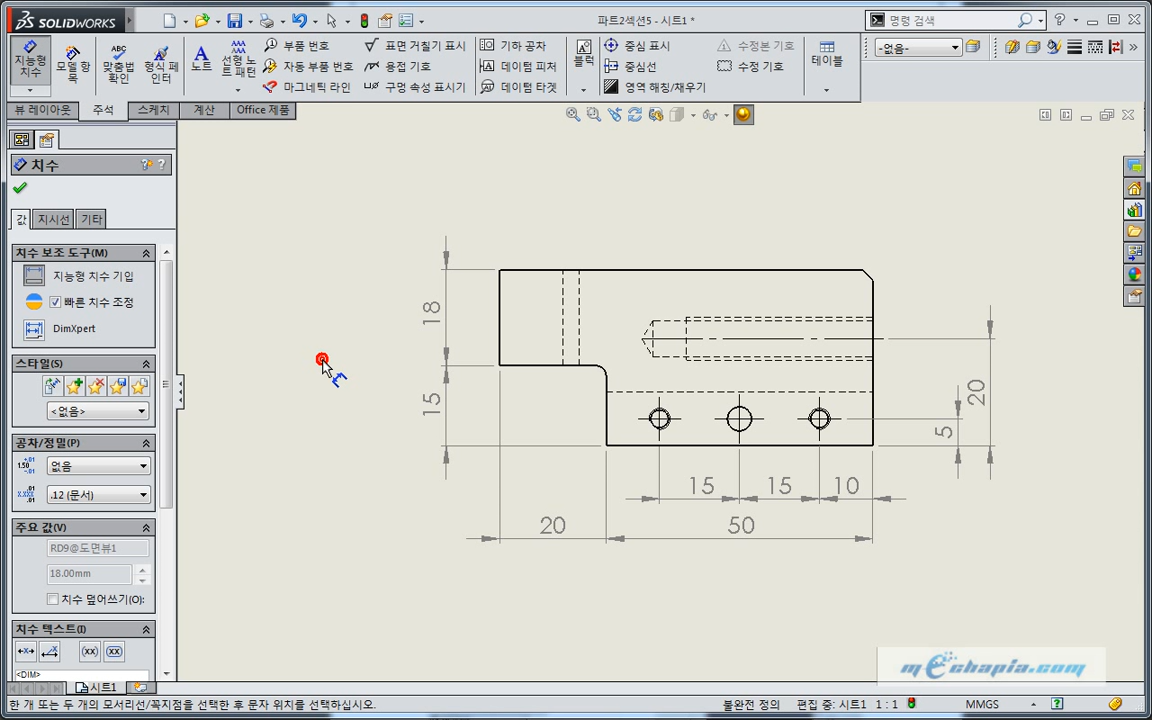 SOLIDWORKS
파트2섹션5 - 시트1 *
명령 검색
지능형 치수
모델 항목
맞춤법 확인
형식 페인터
노트
선형 노트 패턴
부품 번호
자동 부품 번호
마그네틱 라인
표면 거칠기 표시
용접 기호
구멍 속성 표시기
기하 공차
데이텀 피처
데이텀 타겟
블럭
중심 표시
중심선
영역 해칭/채우기
수정본 기호
수정 기호
테이블
-없음-
뷰 레이아웃
주석
스케치
계산
Office 제품
치수
값
지시선
기타
치수 보조 도구(M)
지능형 치수 기입
빠른 치수 조정
DimXpert
스타일(S)
<없음>
공차/정밀(P)
없음
.12 (문서)
주요 값(V)
RD9@도면뷰1
18.00mm
치수 덮어쓰기(O):
치수 텍스트(I)
<DIM>
18
15
20
5
15
15
10
20
50
mEchapia.com
시트1
한 개 또는 두 개의 모서리선/꼭지점을 선택한 후 문자 위치를 선택하십시오.
불완전 정의
편집 중: 시트1
1 : 1
MMGS